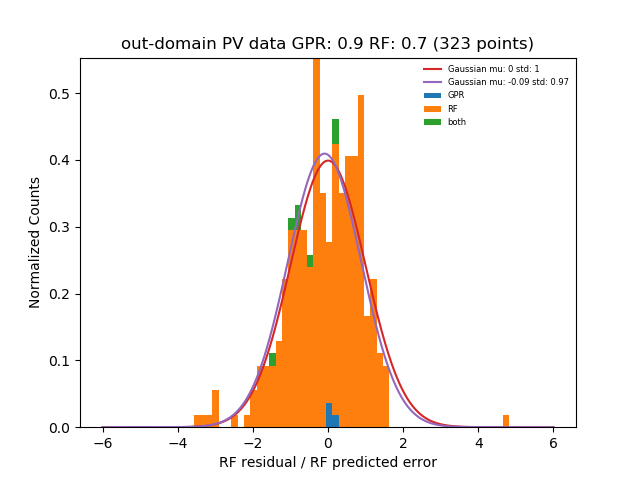 out-domain PV data GPR: 0.9 RF: 0.7 (323 points)
Gaussian mu: 0 std: 1
Gaussian mu: -0.09 std: 0.97
GPR
RF
both
Normalized Counts
0.5
0.4
0.3
0.2
0.1
0.0
−6 −4 −2 0 2 4 6
RF residual / RF predicted error